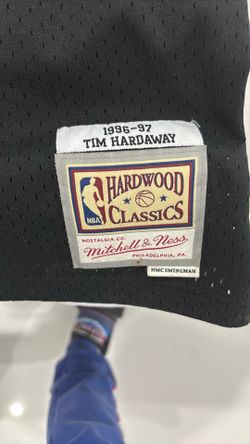 1996-97
TIM HARDAWAY
HARDWOOD
CLASSICS
NBA
NOSTALGIA CO.
Mitchell & Ness
PHILADELPHIA, PA.
HWC SWINGMAN